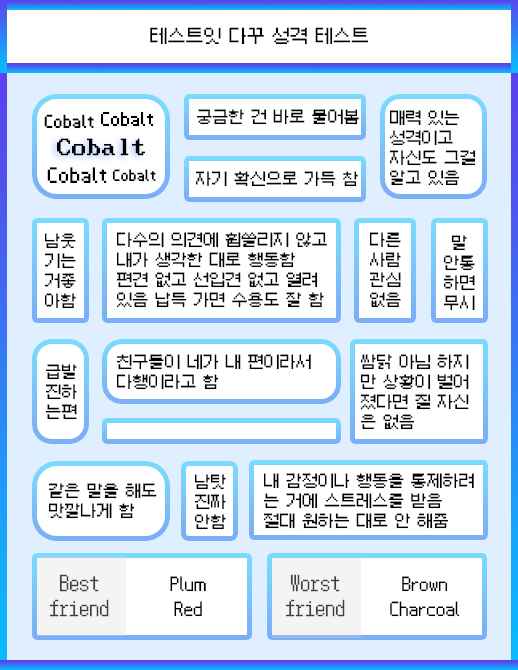 테스트잇 다꾸 성격 테스트
Cobalt Cobalt
Cobalt
Cobalt Cobalt
궁금한 건 바로 물어봄
자기 확신으로 가득 참
매력 있는
성격이고
자신도 그걸
알고 있음
남웃
기는
거좋
아함
다수의 의견에 휩쓸리지 않고
내가 생각한 대로 행동함
편견 없고 선입견 없고 열려
있음 납득 가면 수용도 잘 함
다른
사람
관심
없음
말
안통
하면
무시
급발
진하
는편
친구들이 네가 내 편이라서
다행이라고 함
쌈닭 아님 하지
만 상황이 벌어
졌다면 질 자신
은 없음
같은 말을 해도
맛깔나게 함
남탓
진짜
안함
내 감정이나 행동을 통제하려
는 거에 스트레스를 받음
절대 원하는 대로 안 해줌
Best
friend
Plum
Red
Worst
friend
Brown
Charcoal